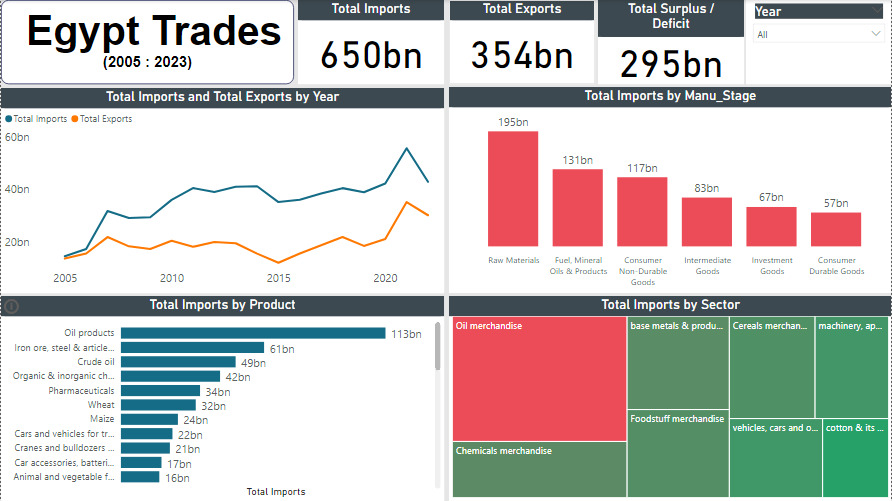 Egypt Trades
(2005 : 2023)
Total Imports
650bn
Total Exports
354bn
Total Surplus /
Deficit
295bn
Year
All
Total Imports and Total Exports by Year
Total Imports
Total Exports
60bn
40bn
20bn
2005
2010
2015
2020
Total Imports by Manu_Stage
195bn
131bn
117bn
83bn
67bn
57bn
Raw Materials
Fuel, Mineral
Oils & Products
Consumer
Non-Durable
Goods
Intermediate
Goods
Investment
Goods
Consumer
Durable Goods
Total Imports by Product
Oil products
113bn
Iron ore, steel & article...
61bn
Crude oil
49bn
Organic & inorganic ch...
42bn
Pharmaceuticals
34bn
Wheat
32bn
Maize
24bn
Cars and vehicles for tr...
22bn
Cranes and bulldozers ...
21bn
Car accessories, batteri...
17bn
Animal and vegetable f...
16bn
Total Imports
Total Imports by Sector
Oil merchandise
Chemicals merchandise
base metals & produ...
Foodstuff merchandise
Cereals merchan...
machinery, ap...
vehicles, cars and o...
cotton & its ...